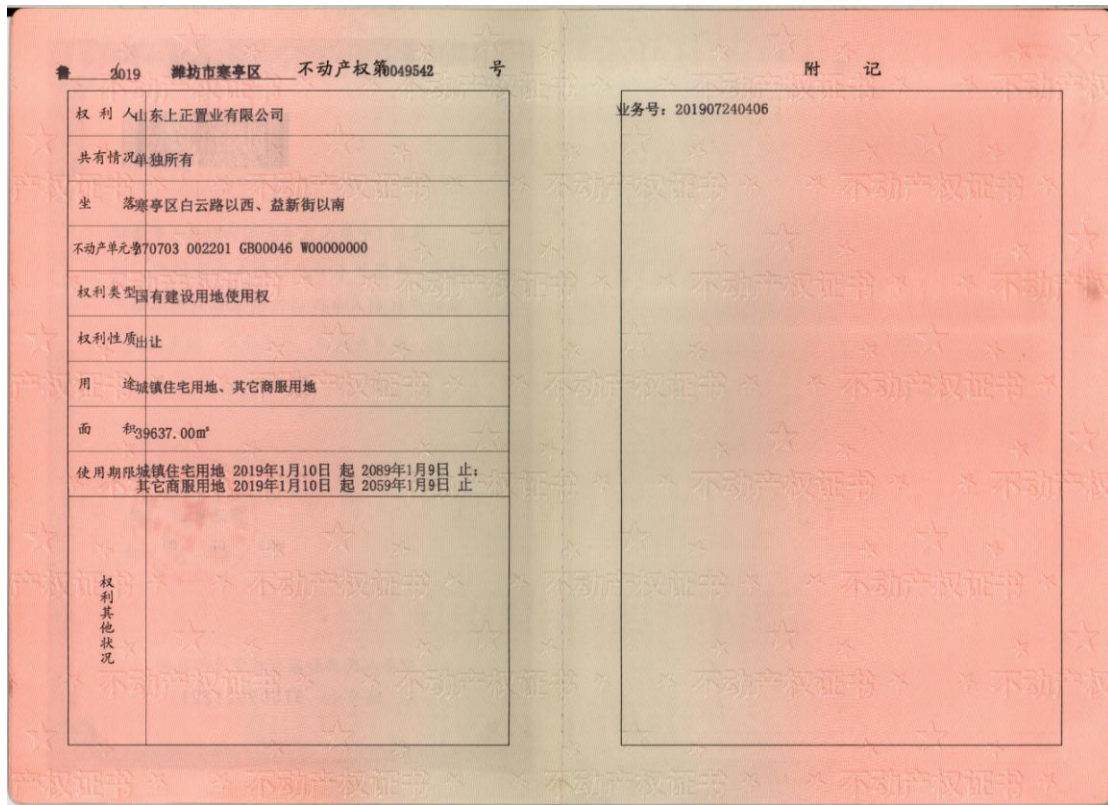 鲁 2019 潍坊市寒亭区 不动产权第0049542 号
权利人 山东上正置业有限公司
共有情况 单独所有
坐落 寒亭区白云路以西、益新街以南
不动产单元号 370703 002201 GB00046 W00000000
权利类型 国有建设用地使用权
权利性质 出让
用途 城镇住宅用地、其它商服用地
面积 39637.00㎡
使用期限 城镇住宅用地 2019年1月10日 起 2089年1月9日 止;
其它商服用地 2019年1月10日 起 2059年1月9日 止
权利其他状况
附 记
业务号: 201907240406
不动产权证书